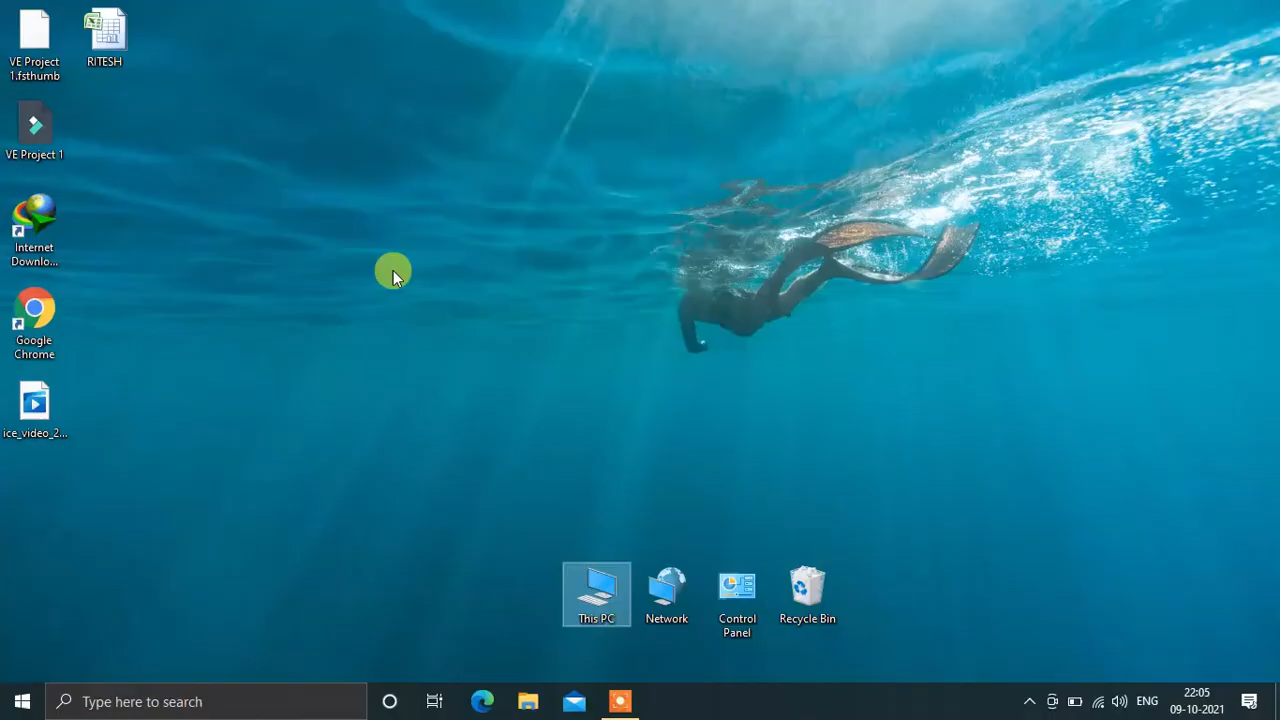 VE Project
1.fsthumb
RITESH
VE Project 1
Internet
Downlo...
Google
Chrome
ice_video_2...
This PC
Network
Control
Panel
Recycle Bin
Type here to search
ENG
22:05
09-10-2021